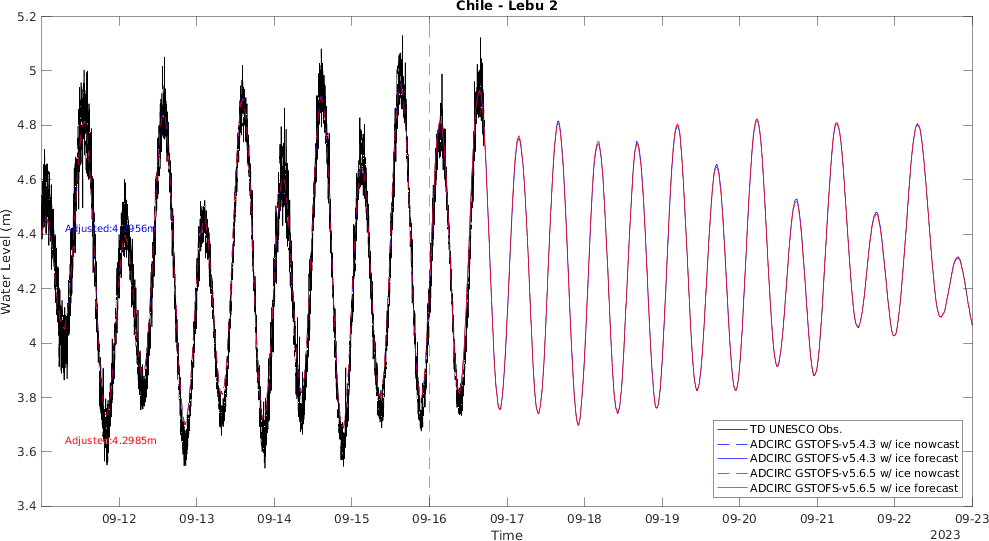 Chile - Lebu 2
5.2
5
4.8
4.6
4.4
4.2
4
3.8
3.6
3.4
Water Level (m)
Adjusted:4.2985m
TD UNESCO Obs.
ADCIRC GSTOFS-v5.4.3 w/ ice nowcast
ADCIRC GSTOFS-v5.4.3 w/ ice forecast
ADCIRC GSTOFS-v5.6.5 w/ ice nowcast
ADCIRC GSTOFS-v5.6.5 w/ ice forecast
09-12 09-13 09-14 09-15 09-16 09-17 09-18 09-19 09-20 09-21 09-22 09-23
Time
2023